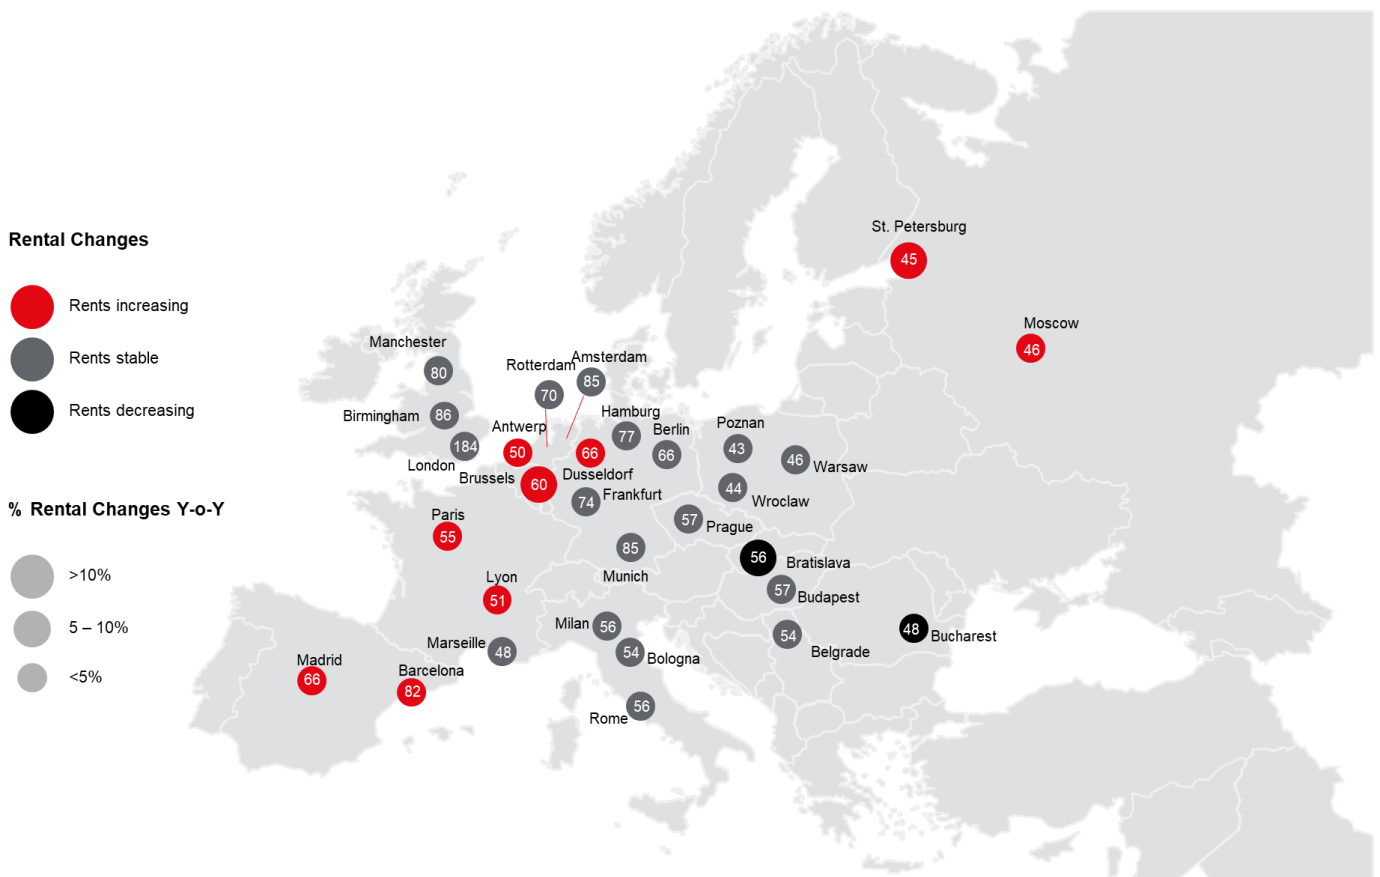 Rental Changes
Rents increasing
Rents stable
Rents decreasing
% Rental Changes Y-o-Y
>10%
5 – 10%
<5%
St. Petersburg
45
Moscow
46
Manchester
80
Rotterdam
70
Amsterdam
85
Birmingham
86
Antwerp
50
Hamburg
77
Berlin
66
Poznan
43
London
184
Dusseldorf
66
Warsaw
46
Brussels
60
Frankfurt
74
Wroclaw
44
Paris
55
Prague
57
Munich
85
Bratislava
56
Lyon
51
Budapest
57
Milan
56
Marseille
48
Bologna
54
Belgrade
54
Bucharest
48
Madrid
66
Barcelona
82
Rome
56